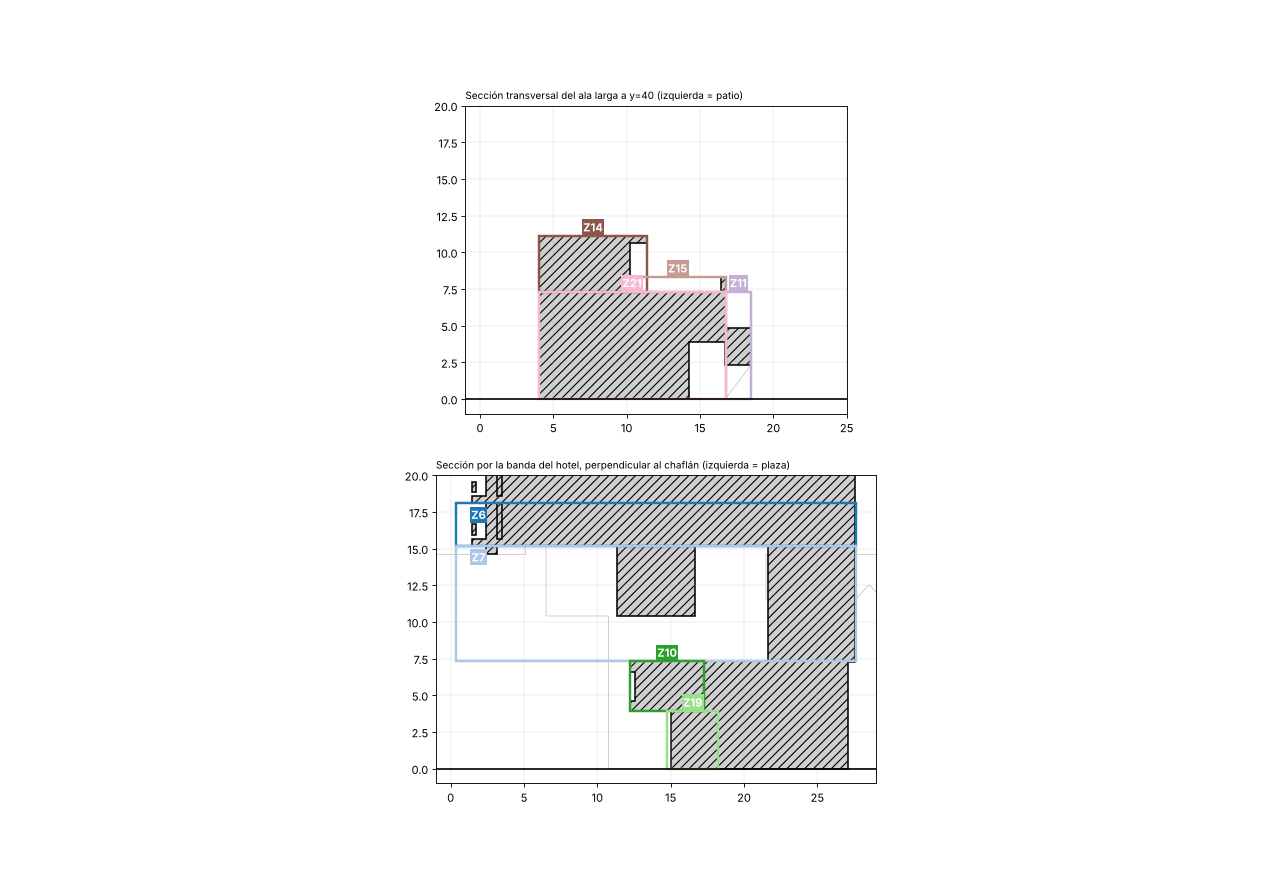 Sección transversal del ala larga a y=40 (izquierda = patio)
20.0
17.5
15.0
12.5
10.0
7.5
5.0
2.5
0.0
Z14
Z15
Z21
Z11
0 5 10 15 20 25
Sección por la banda del hotel, perpendicular al chaflán (izquierda = plaza)
20.0
17.5
15.0
12.5
10.0
7.5
5.0
2.5
0.0
Z6
Z7
Z10
Z19
0 5 10 15 20 25